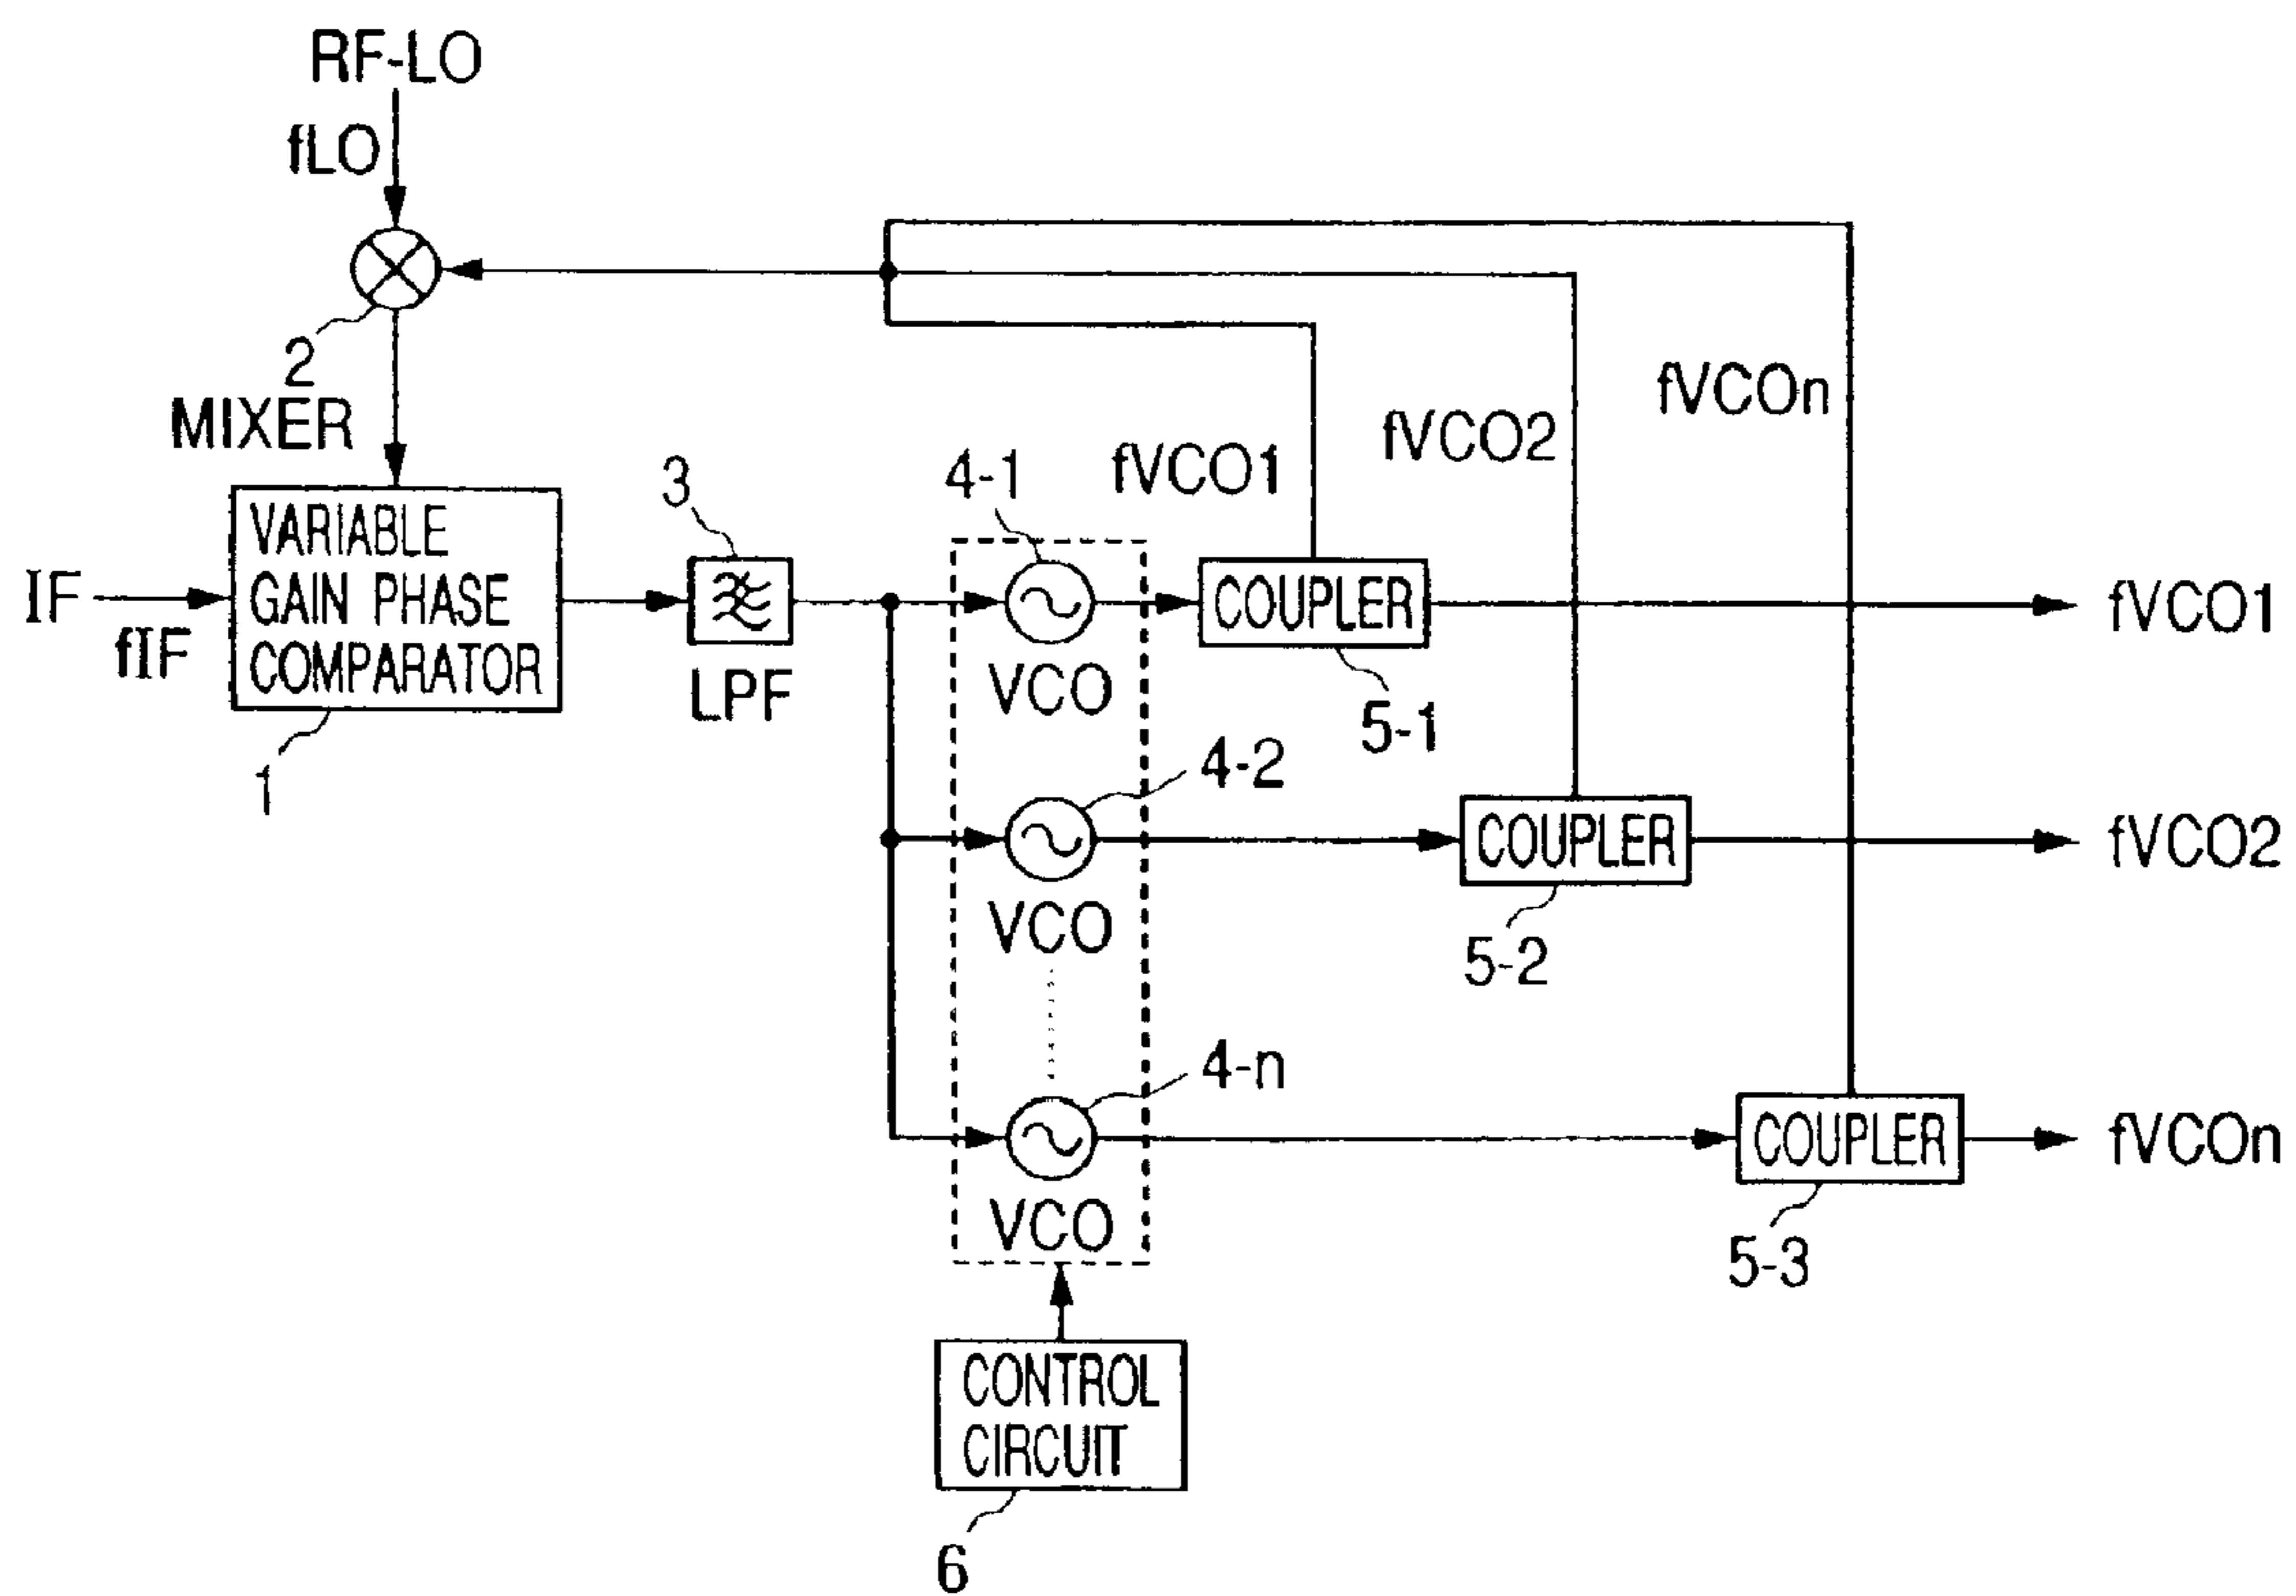 RF-LO
fLO
2
MIXER
VARIABLE
GAIN PHASE
COMPARATOR
IF
fIF
1
3
LPF
4-1
VCO
fVCO1
fVCO2
fVCOn
COUPLER
5-1
fVCO1
4-2
VCO
COUPLER
5-2
fVCO2
4-n
VCO
COUPLER
5-3
fVCOn
CONTROL
CIRCUIT
6